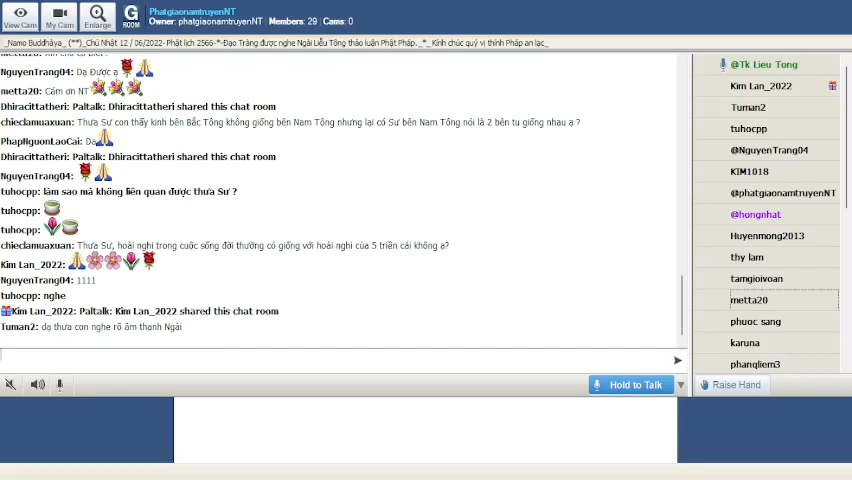 View Cam
My Cam
Enlarge
G
ROOM
PhatgiaonamtruyenNT
Owner: phatgiaonamtruyenNT | Members: 29 | Cams: 0
_Namo Buddhàya_ (**)_Chủ Nhật 12 / 06/2022- Phật lịch 2566-*-Đạo Tràng được nghe Ngài Liễu Tông thảo luận Phật Pháp. _*_ Kính chúc quý vị thính Pháp an lạc_
NguyenTrang04: Dạ Được ạ
metta20: Cám ơn NT
Dhiracittatheri: Paltalk: Dhiracittatheri shared this chat room
chieclamuaxuan: Thưa Sư con thấy kinh bên Bắc Tông không giống bên Nam Tông nhưng lại có Sư bên Nam Tông nói là 2 bên tu giống nhau ạ ?
PhapNguonLaoCai: Dạ
Dhiracittatheri: Paltalk: Dhiracittatheri shared this chat room
NguyenTrang04:
tuhocpp: làm sao mà không liên quan được thưa Sư ?
tuhocpp:
tuhocpp:
chieclamuaxuan: Thưa Sư, hoài nghi trong cuốc sống đời thường có giống với hoài nghi của 5 triền cái không ạ?
Kim Lan_2022:
NguyenTrang04: 1111
tuhocpp: nghe
Kim Lan_2022: Paltalk: Kim Lan_2022 shared this chat room
Tuman2: dạ thưa con nghe rõ âm thanh Ngài
Hold to Talk
@Tk Lieu Tong
Kim Lan_2022
Tuman2
tuhocpp
@NguyenTrang04
KIM1018
@phatgiaonamtruyenNT
@hongnhat
Huyenmong2013
thy lam
tamgioivoan
metta20
phuoc sang
karuna
phanqliem3
Raise Hand